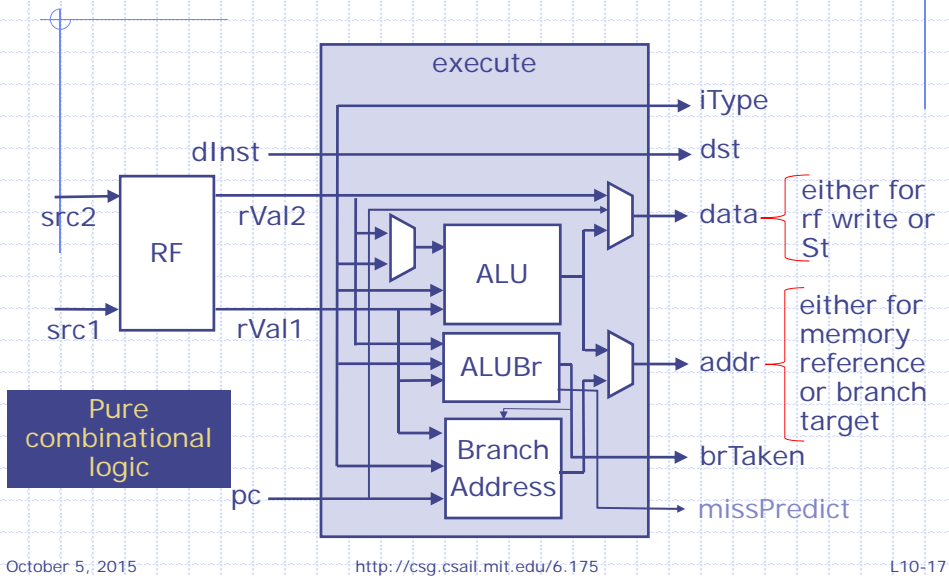 execute
iType
dInst
dst
src2
rVal2
data
either for
rf write or
St
RF
ALU
src1
rVal1
either for
memory
reference
or branch
target
ALUBr
addr
Pure
combinational
logic
Branch
Address
brTaken
pc
missPredict
October 5, 2015
http://csg.csail.mit.edu/6.175
L10-17